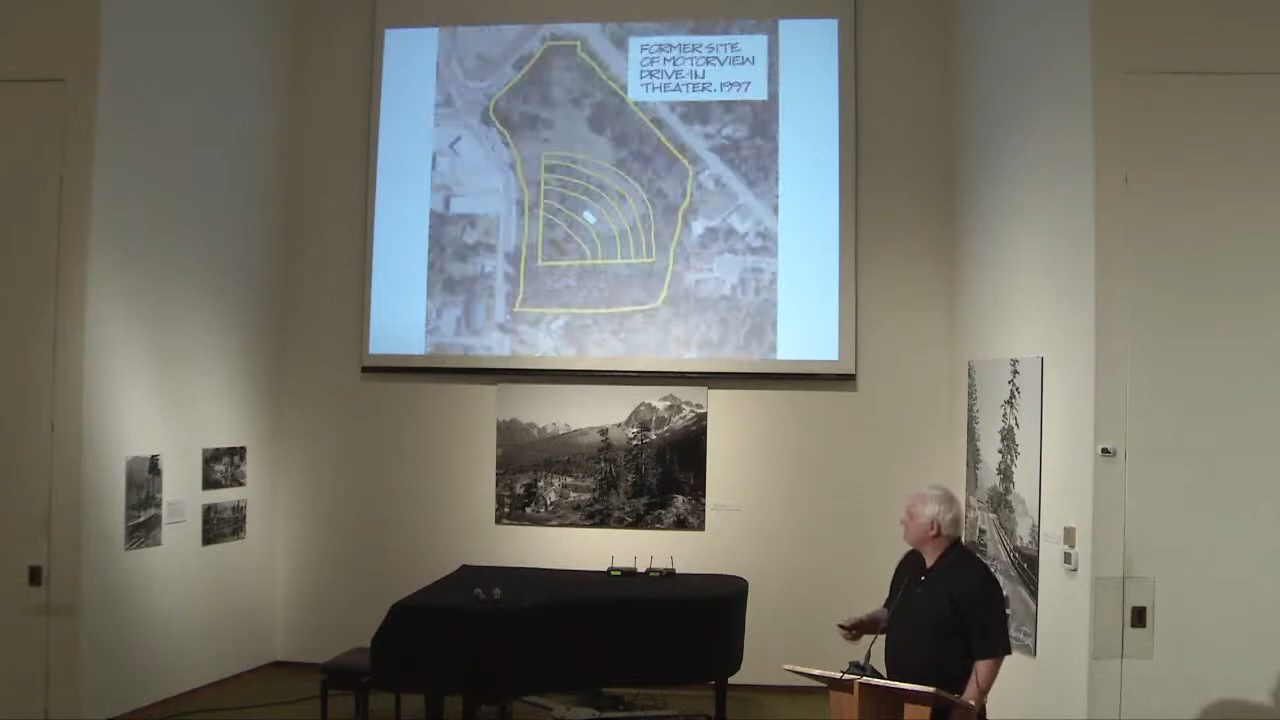 FORMER SITE
OF MOTORVIEW
DRIVE-IN
THEATER, 1997